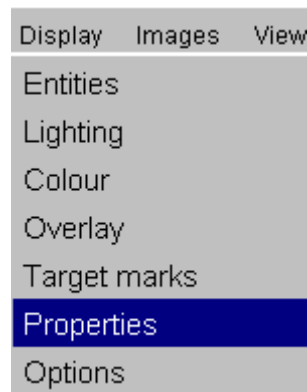 Display Images View
Entities
Lighting
Colour
Overlay
Target marks
Properties
Options